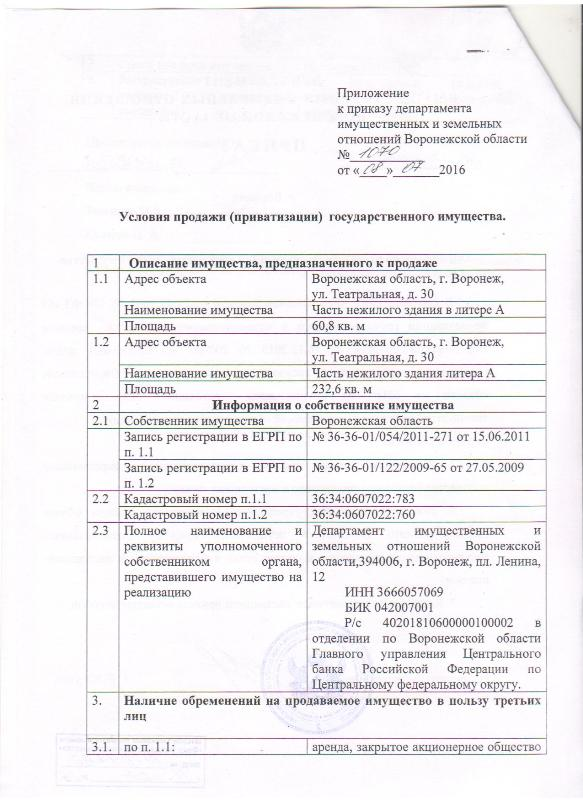 Приложение
к приказу департамента
имущественных и земельных
отношений Воронежской области
№ 1070
от « 08 » 07 2016
Условия продажи (приватизации) государственного имущества.
1 Описание имущества, предназначенного к продаже
1.1 Адрес объекта Воронежская область, г. Воронеж,
ул. Театральная, д. 30
Наименование имущества Часть нежилого здания в литере А
Площадь 60,8 кв. м
1.2 Адрес объекта Воронежская область, г. Воронеж,
ул. Театральная, д. 30
Наименование имущества Часть нежилого здания литера А
Площадь 232,6 кв. м
2 Информация о собственнике имущества
2.1 Собственник имущества Воронежская область
Запись регистрации в ЕГРП по № 36-36-01/054/2011-271 от 15.06.2011
п. 1.1
Запись регистрации в ЕГРП по № 36-36-01/122/2009-65 от 27.05.2009
п. 1.2
2.2 Кадастровый номер п.1.1 36:34:0607022:783
Кадастровый номер п.1.2 36:34:0607022:760
2.3 Полное наименование и Департамент имущественных и
реквизиты уполномоченного земельных отношений Воронежской
собственником органа, области,394006, г. Воронеж, пл. Ленина,
представившего имущество на 12
реализацию ИНН 3666057069
БИК 042007001
Р/с 40201810600000100002 в
отделении по Воронежской области
Главного управления Центрального
банка Российской Федерации по
Центральному федеральному округу.
3. Наличие обременений на продаваемое имущество в пользу третьих
лиц
3.1. по п. 1.1: аренда, закрытое акционерное общество